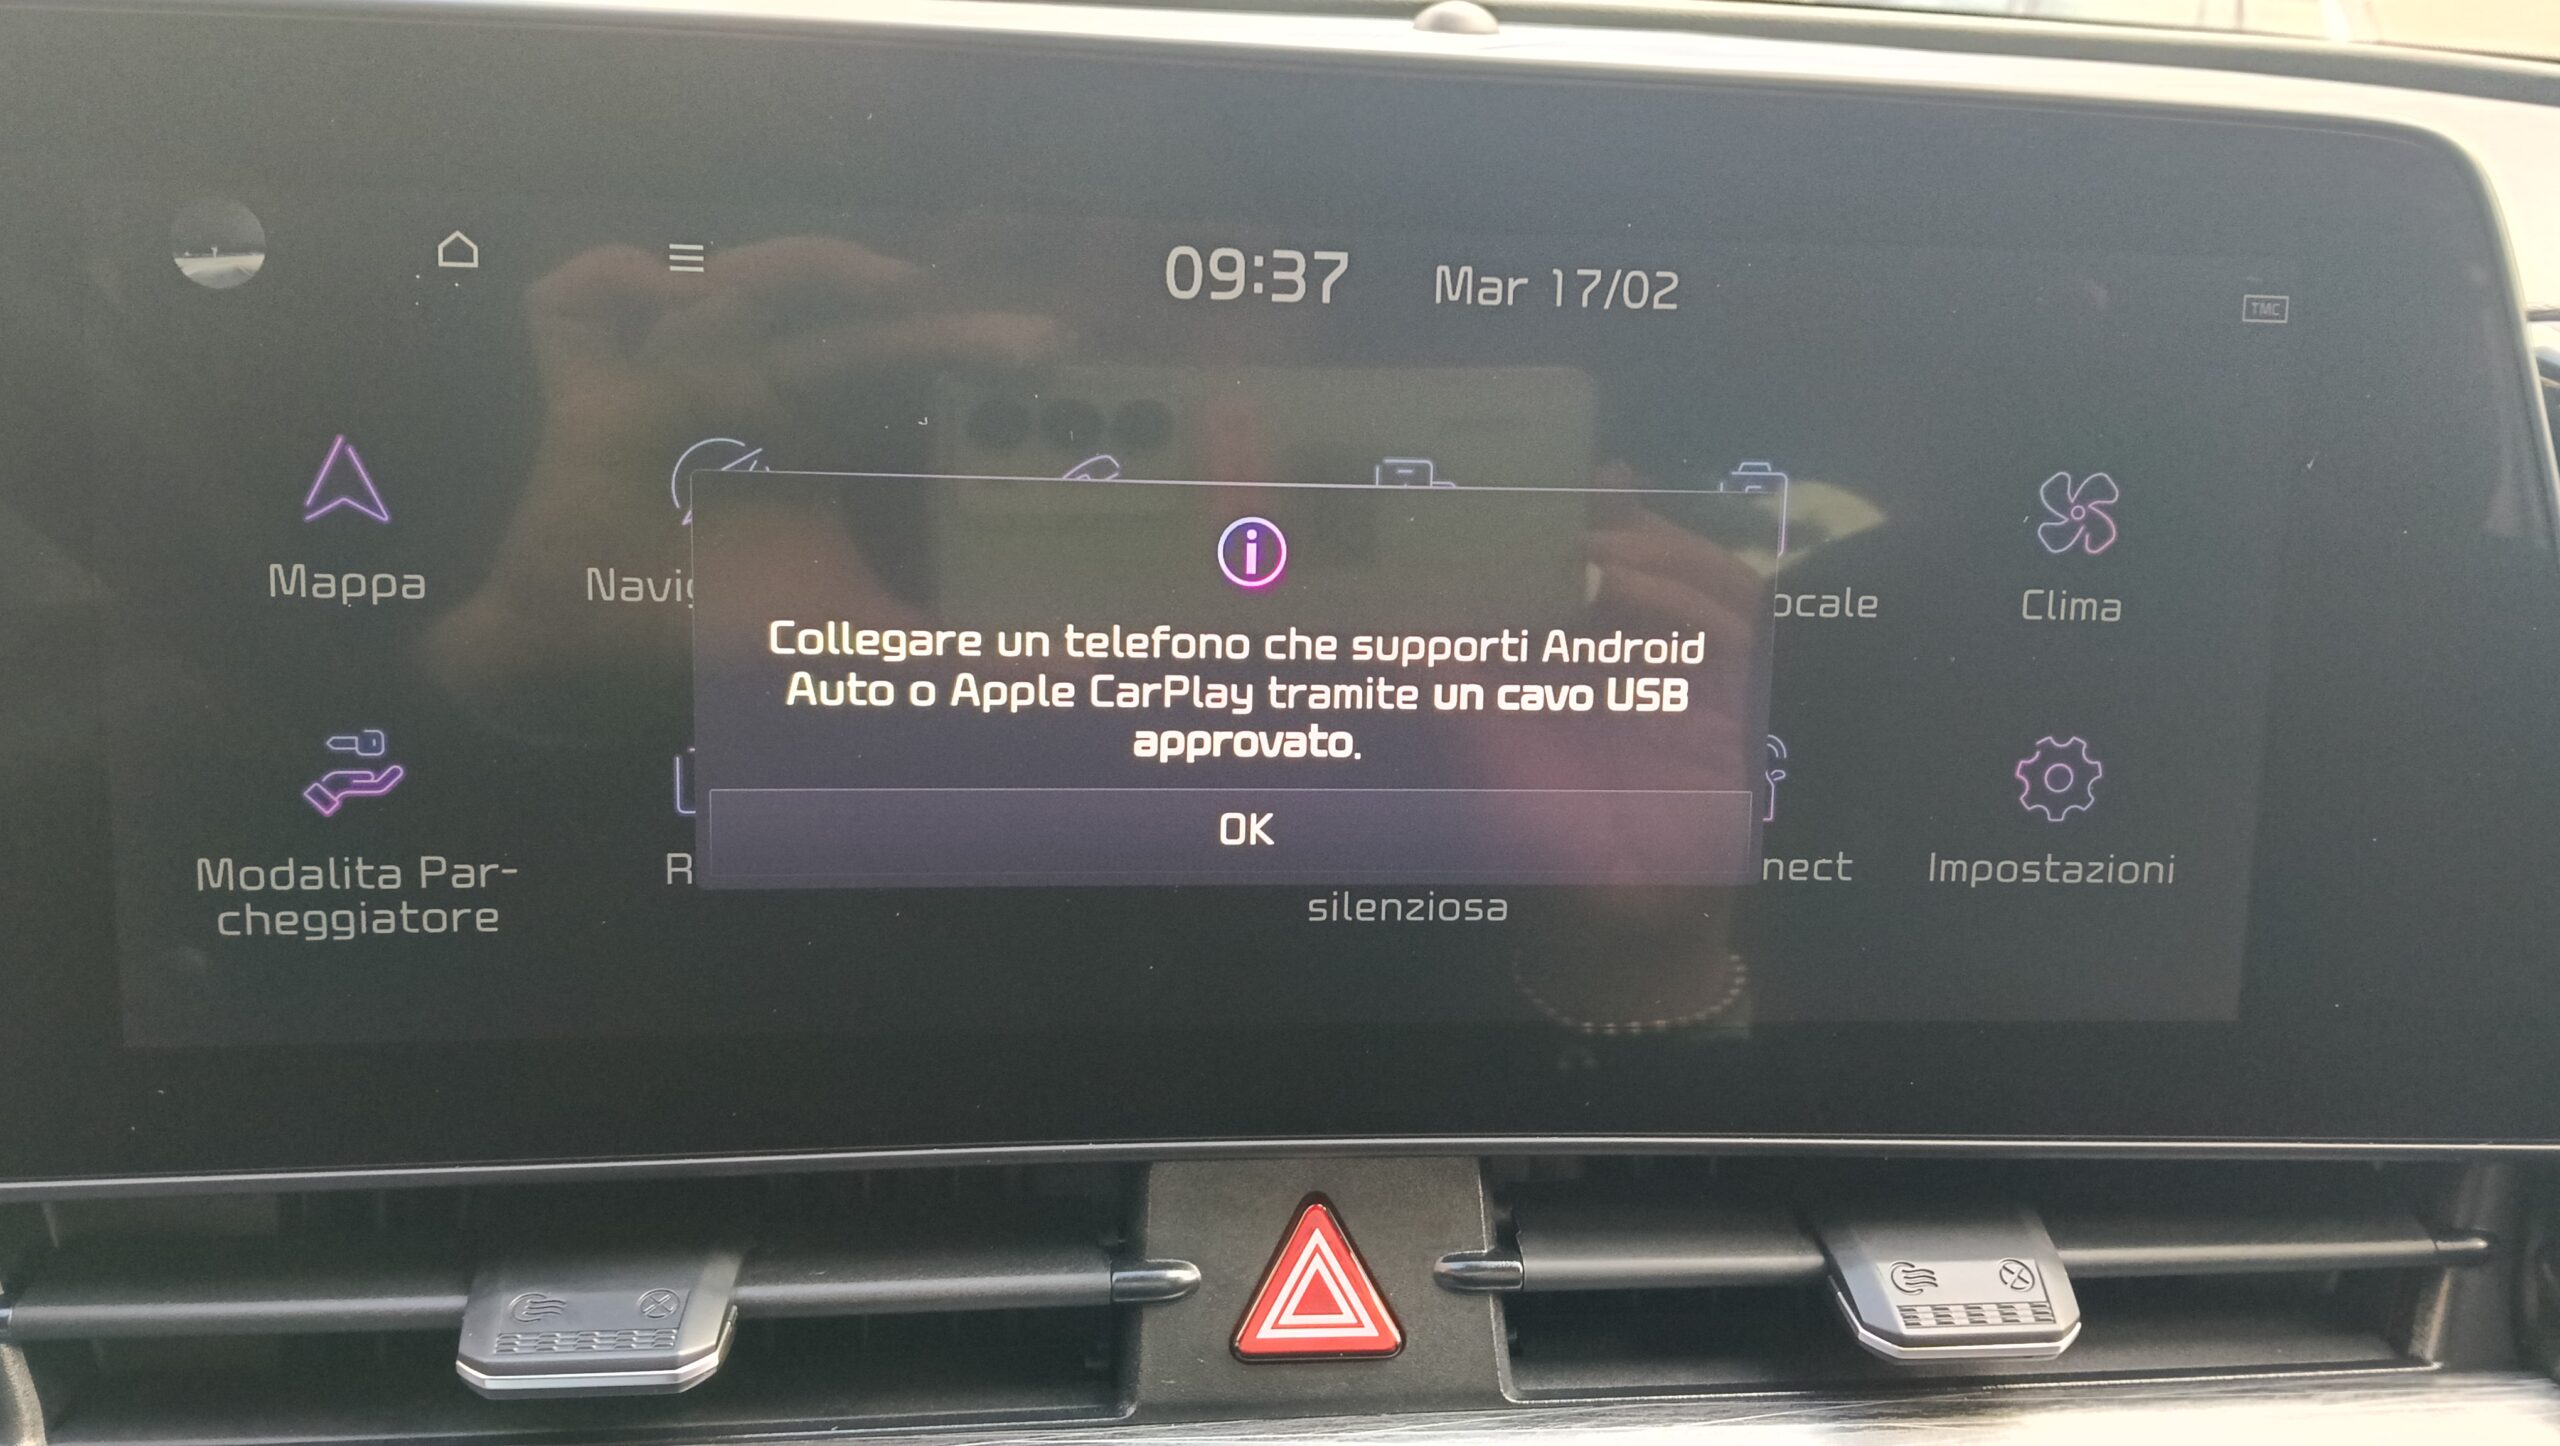 09:37 Mar 17/02
TMC
Mappa
Clima
Collegare un telefono che supporti Android
Auto o Apple CarPlay tramite un cavo USB
approvato.
OK
Modalita Par-
cheggiatore
silenziosa
Impostazioni